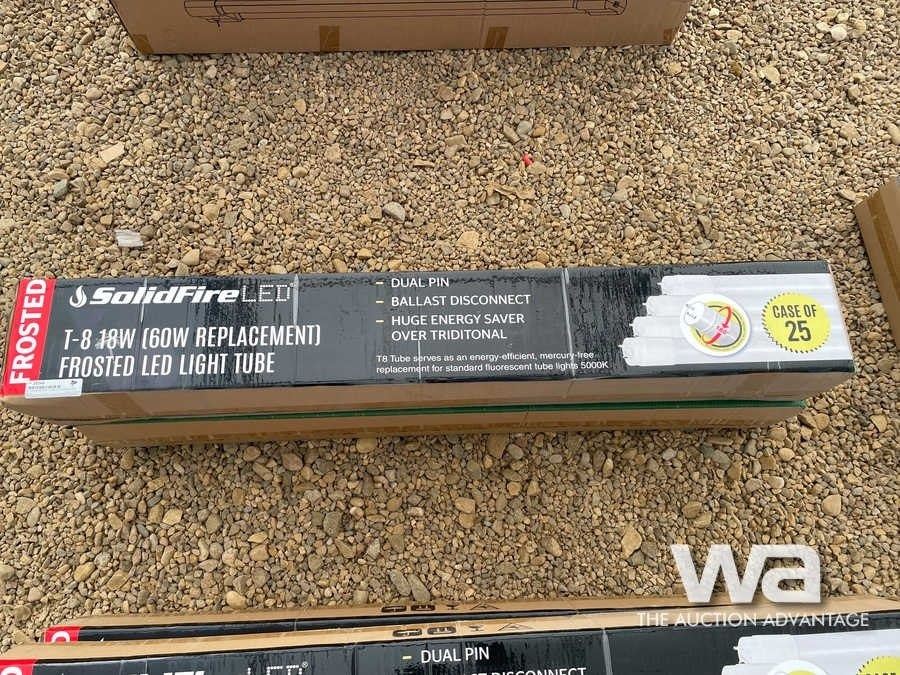 FROSTED
SolidFire LED
T-8 18W (60W REPLACEMENT)
FROSTED LED LIGHT TUBE
- DUAL PIN
- BALLAST DISCONNECT
- HUGE ENERGY SAVER
OVER TRIDITONAL
T8 Tube serves as an energy-efficient, mercury-free
replacement for standard fluorescent tube lights 5000K
CASE OF
25
wa
THE AUCTION ADVANTAGE
- DUAL PIN
DISCONNECT